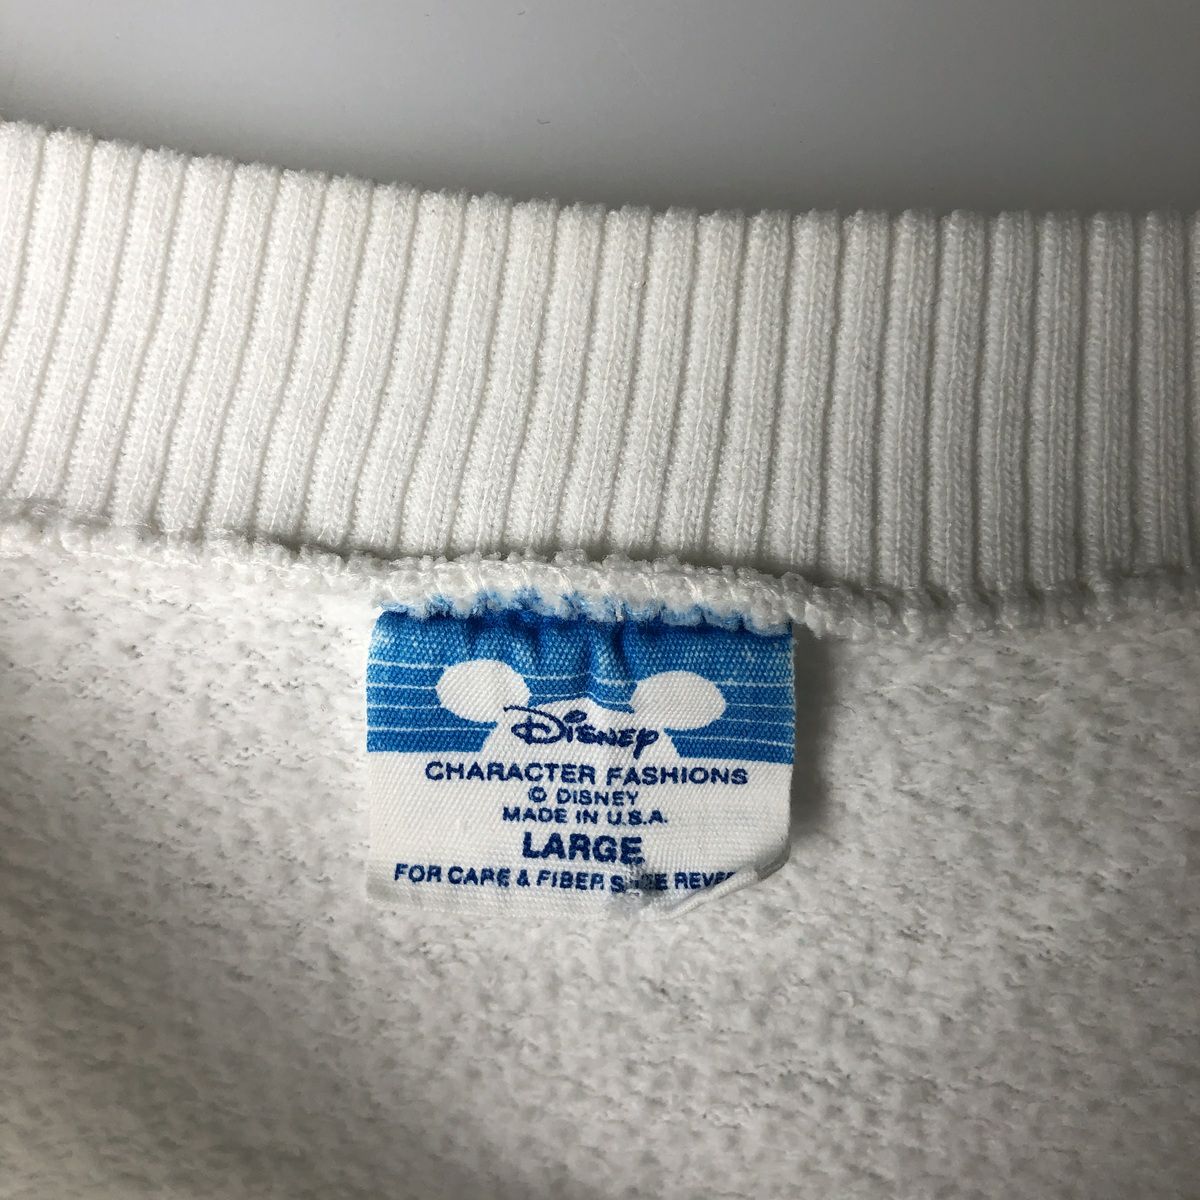 Disney
CHARACTER FASHIONS
© DISNEY
MADE IN U.S.A.
LARGE
FOR CARE & FIBER